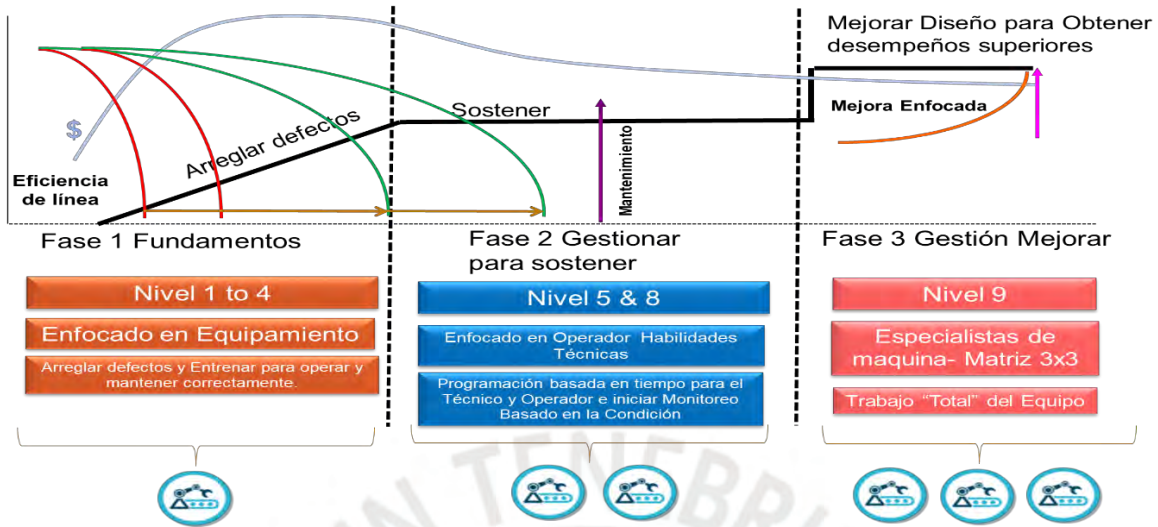 Mejorar Diseño para Obtener
desempeños superiores
$
Eficiencia
de línea
Arreglar defectos
Sostener
Mantenimiento
Mejora Enfocada
Fase 1 Fundamentos
Fase 2 Gestionar
para sostener
Fase 3 Gestión Mejorar
Nivel 1 to 4
Enfocado en Equipamiento
Arreglar defectos y Entrenar para operar y
mantener correctamente.
Nivel 5 & 8
Enfocado en Operador Habilidades
Técnicas
Programación basada en tiempo para el
Técnico y Operador e iniciar Monitoreo
Basado en la Condición
Nivel 9
Especialistas de
maquina- Matriz 3x3
Trabajo “Total” del Equipo
TENEBRI